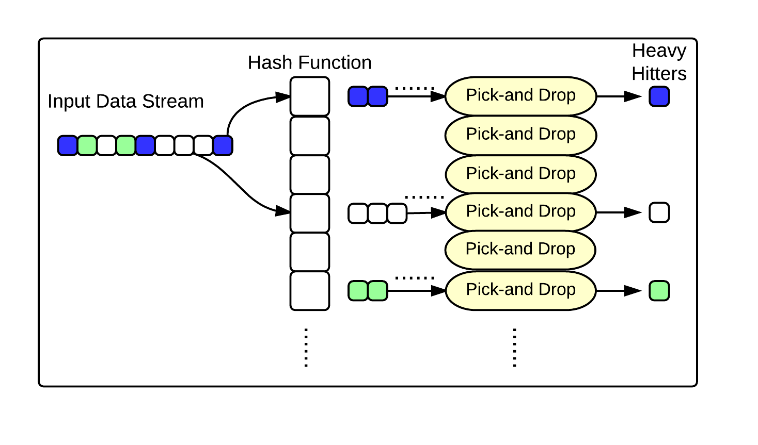 Heavy
Hitters
Hash Function
Input Data Stream
Pick-and Drop
Pick-and Drop
Pick-and Drop
Pick-and Drop
Pick-and Drop
Pick-and Drop